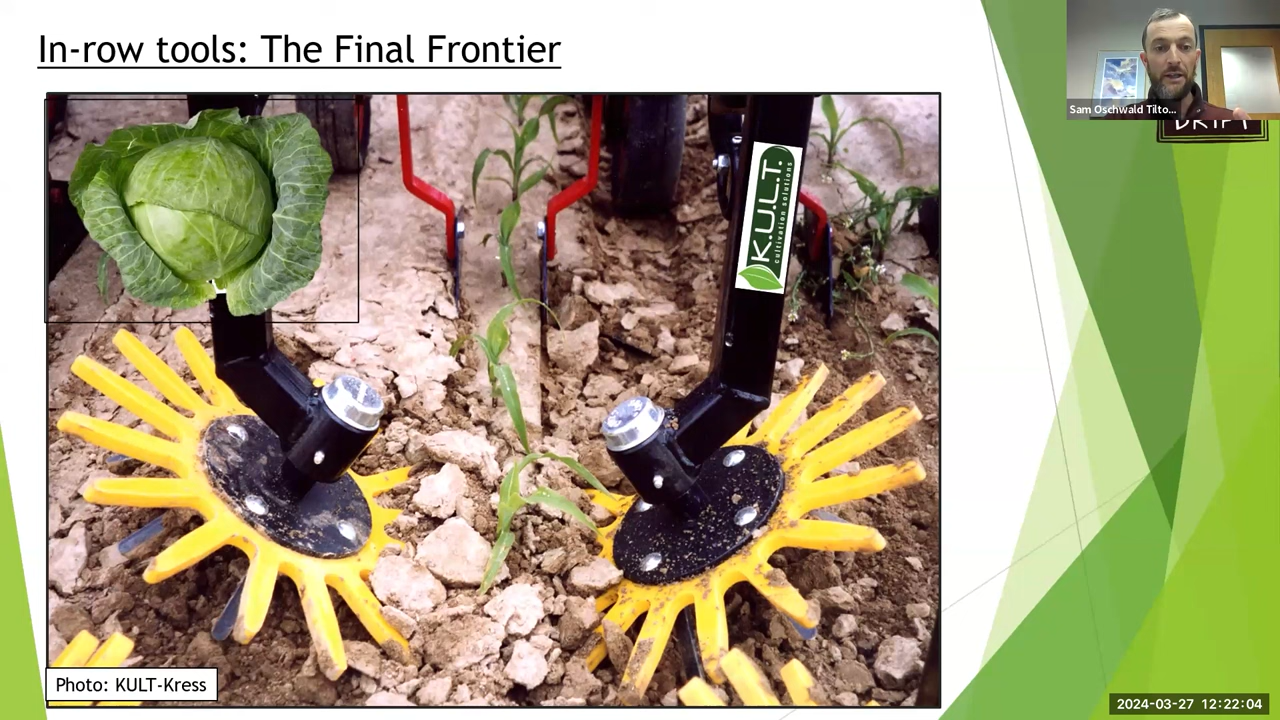 In-row tools: The Final Frontier
Sam Oschwald Tilto...
DRIFT
K.U.L.T.
cultivation solutions
Photo: KULT-Kress
2024-03-27 12:22:04